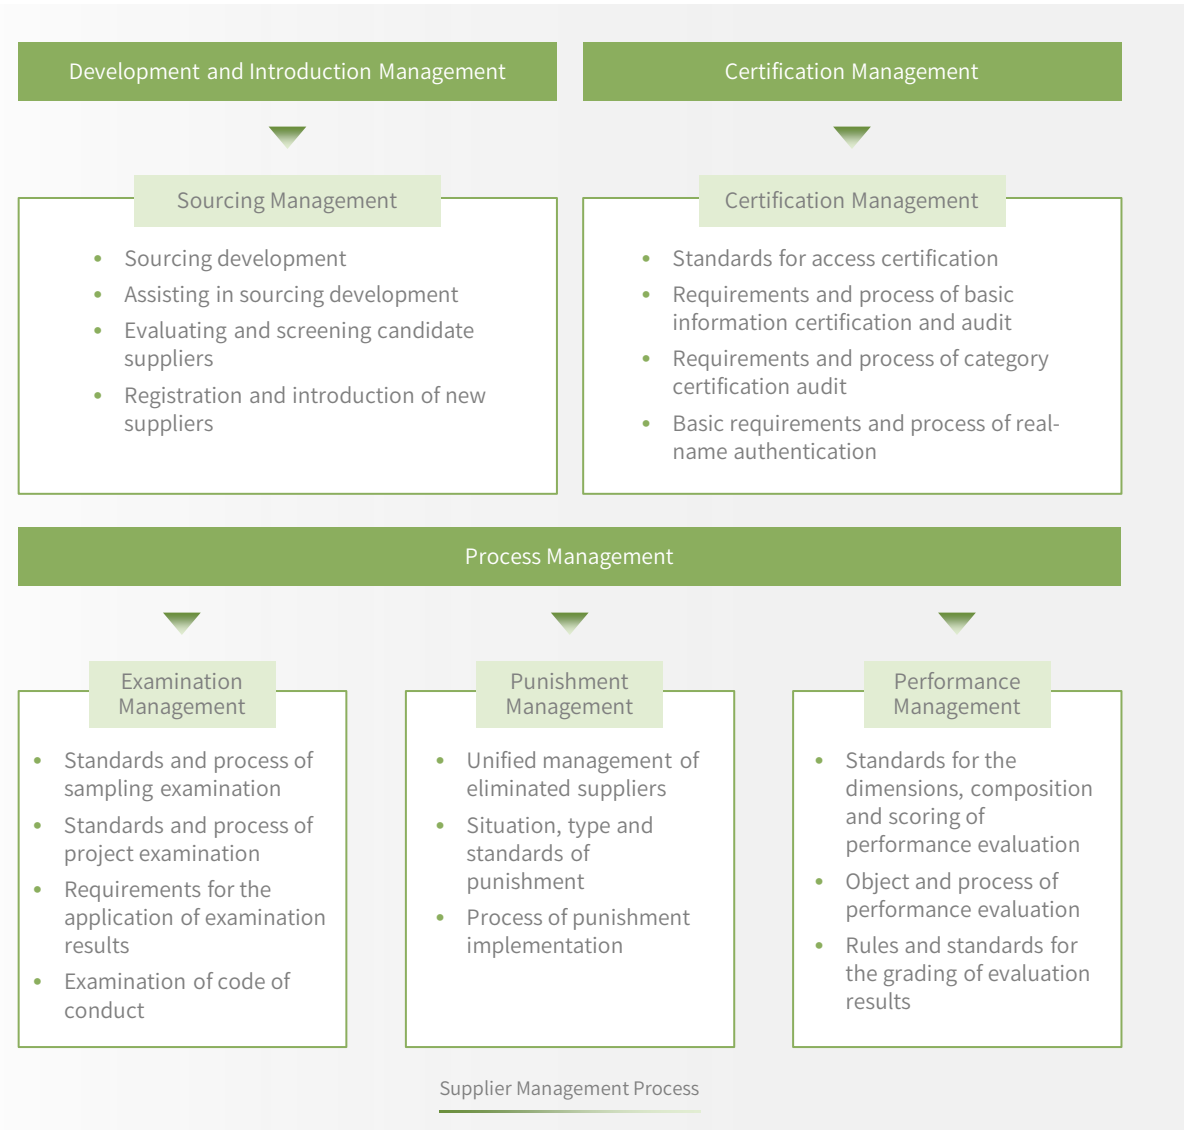 Development and Introduction Management
Certification Management
Sourcing Management
• Sourcing development
• Assisting in sourcing development
• Evaluating and screening candidate
suppliers
• Registration and introduction of new
suppliers
Certification Management
• Standards for access certification
• Requirements and process of basic
information certification and audit
• Requirements and process of category
certification audit
• Basic requirements and process of real-
name authentication
Process Management
Examination
Management
• Standards and process of
sampling examination
• Standards and process of
project examination
• Requirements for the
application of examination
results
• Examination of code of
conduct
Punishment
Management
• Unified management of
eliminated suppliers
• Situation, type and
standards of
punishment
• Process of punishment
implementation
Performance
Management
• Standards for the
dimensions, composition
and scoring of
performance evaluation
• Object and process of
performance evaluation
• Rules and standards for
the grading of evaluation
results
Supplier Management Process